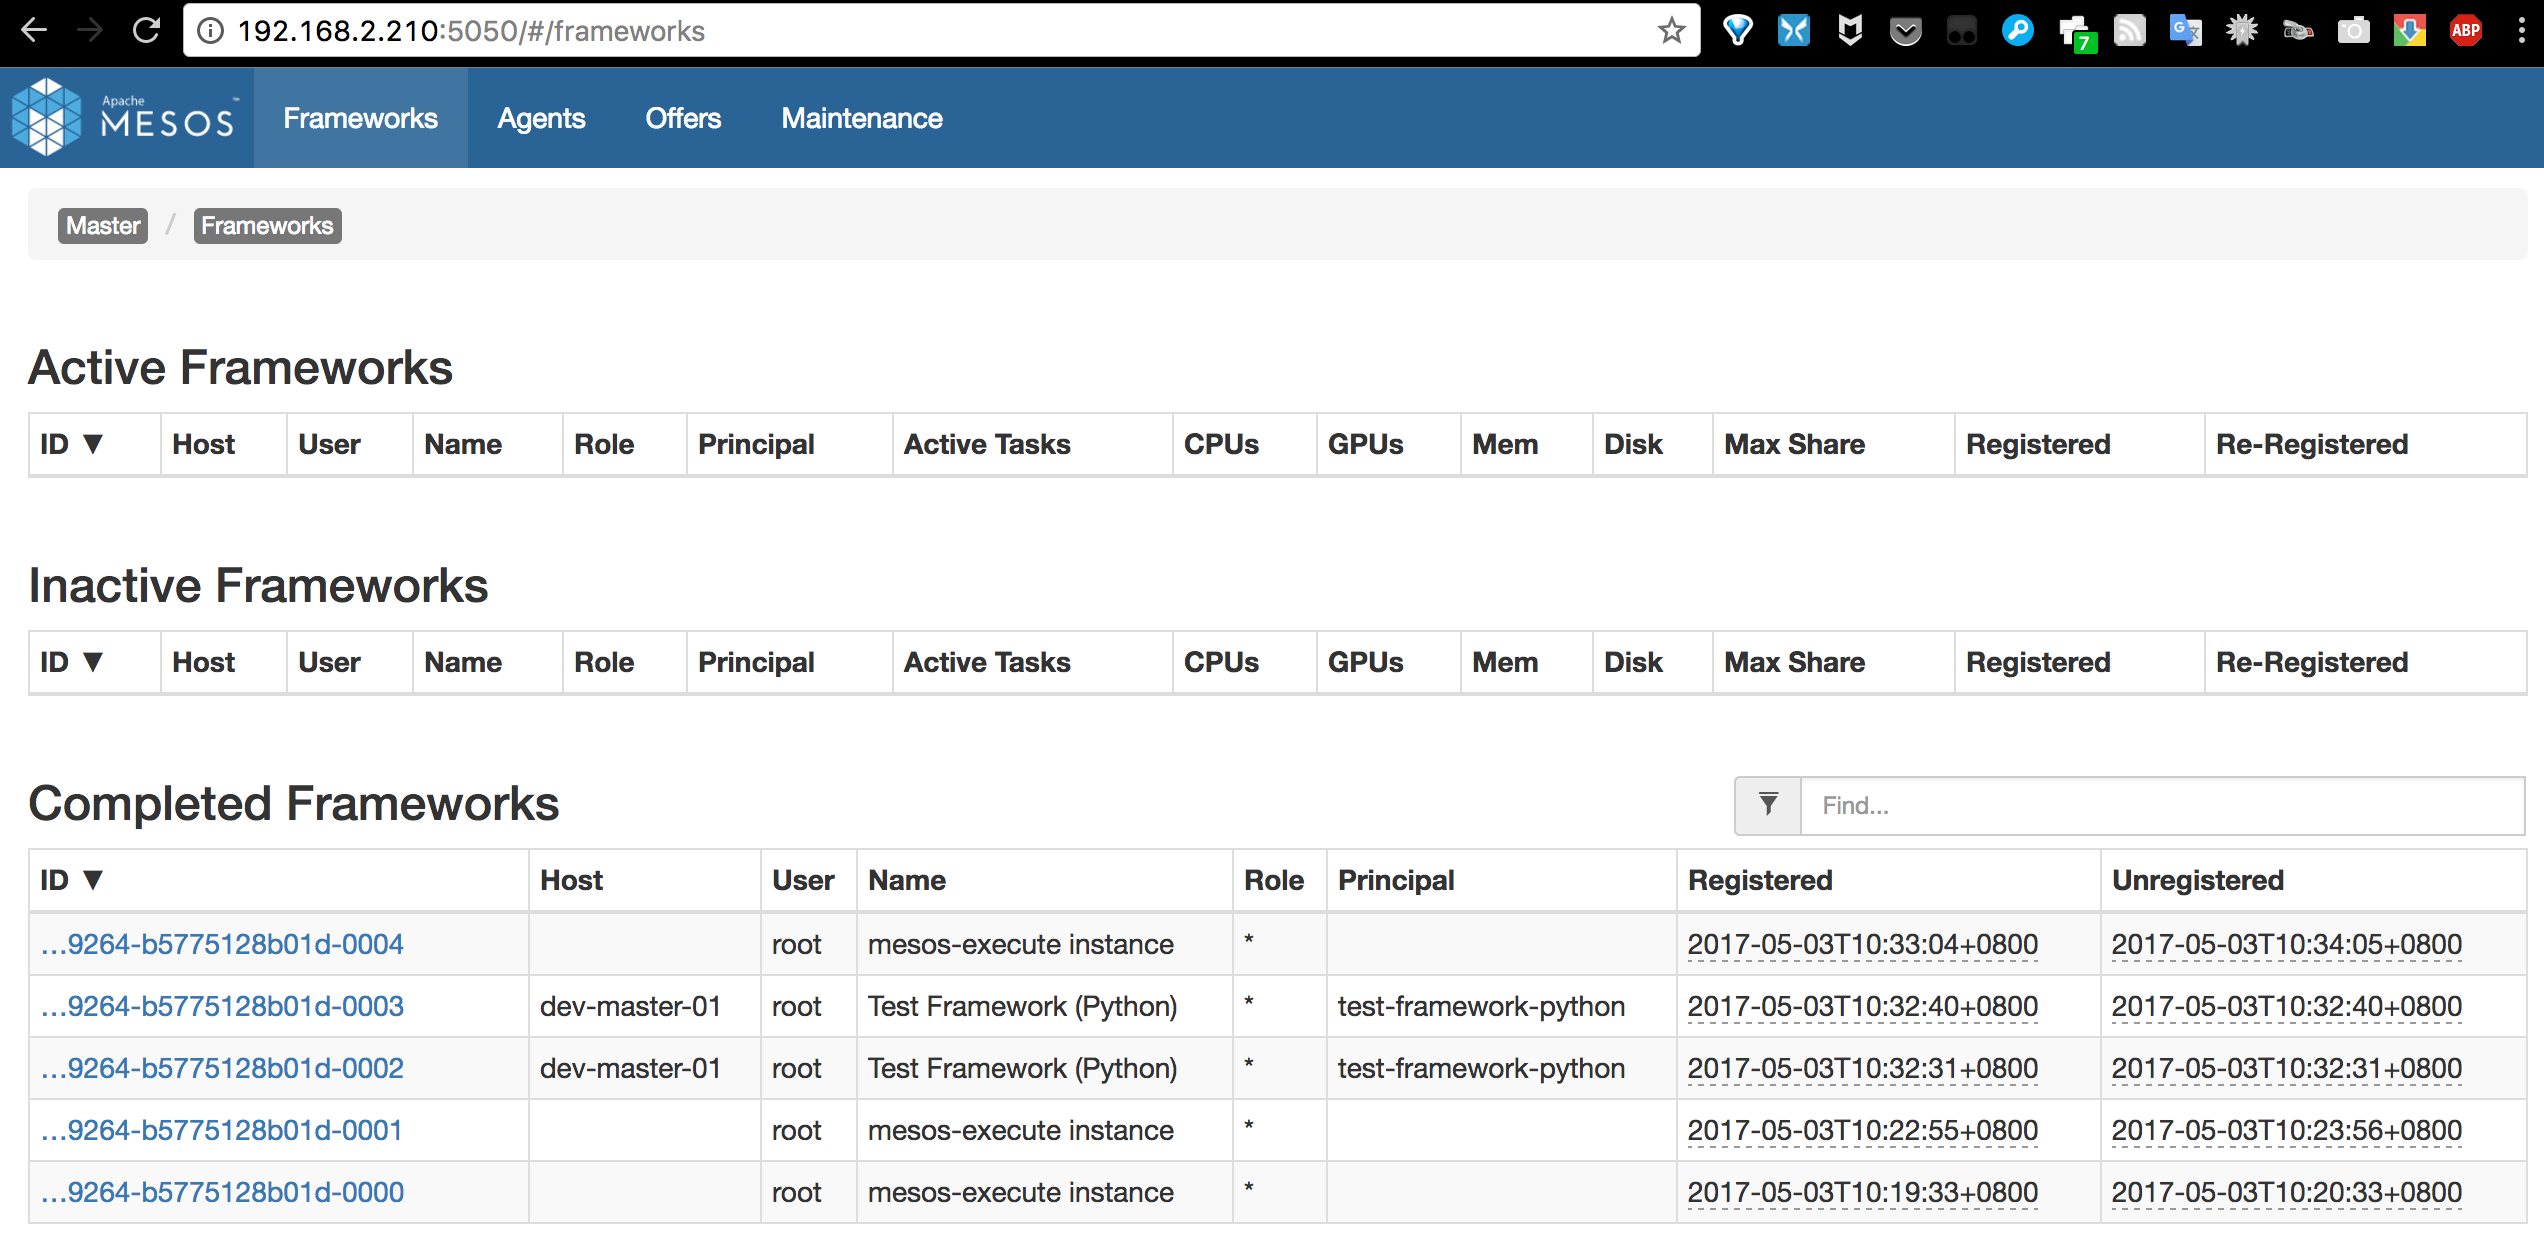 192.168.2.210:5050/#/frameworks
7
G
ABP
Apache
MESOS™ Frameworks Agents Offers Maintenance
Master / Frameworks
Active Frameworks
ID ▼ Host User Name Role Principal Active Tasks CPUs GPUs Mem Disk Max Share Registered Re-Registered
Inactive Frameworks
ID ▼ Host User Name Role Principal Active Tasks CPUs GPUs Mem Disk Max Share Registered Re-Registered
Completed Frameworks Find...
ID ▼ Host User Name Role Principal Registered Unregistered
…9264-b5775128b01d-0004 root mesos-execute instance * 2017-05-03T10:33:04+0800 2017-05-03T10:34:05+0800
…9264-b5775128b01d-0003 dev-master-01 root Test Framework (Python) * test-framework-python 2017-05-03T10:32:40+0800 2017-05-03T10:32:40+0800
…9264-b5775128b01d-0002 dev-master-01 root Test Framework (Python) * test-framework-python 2017-05-03T10:32:31+0800 2017-05-03T10:32:31+0800
…9264-b5775128b01d-0001 root mesos-execute instance * 2017-05-03T10:22:55+0800 2017-05-03T10:23:56+0800
…9264-b5775128b01d-0000 root mesos-execute instance * 2017-05-03T10:19:33+0800 2017-05-03T10:20:33+0800